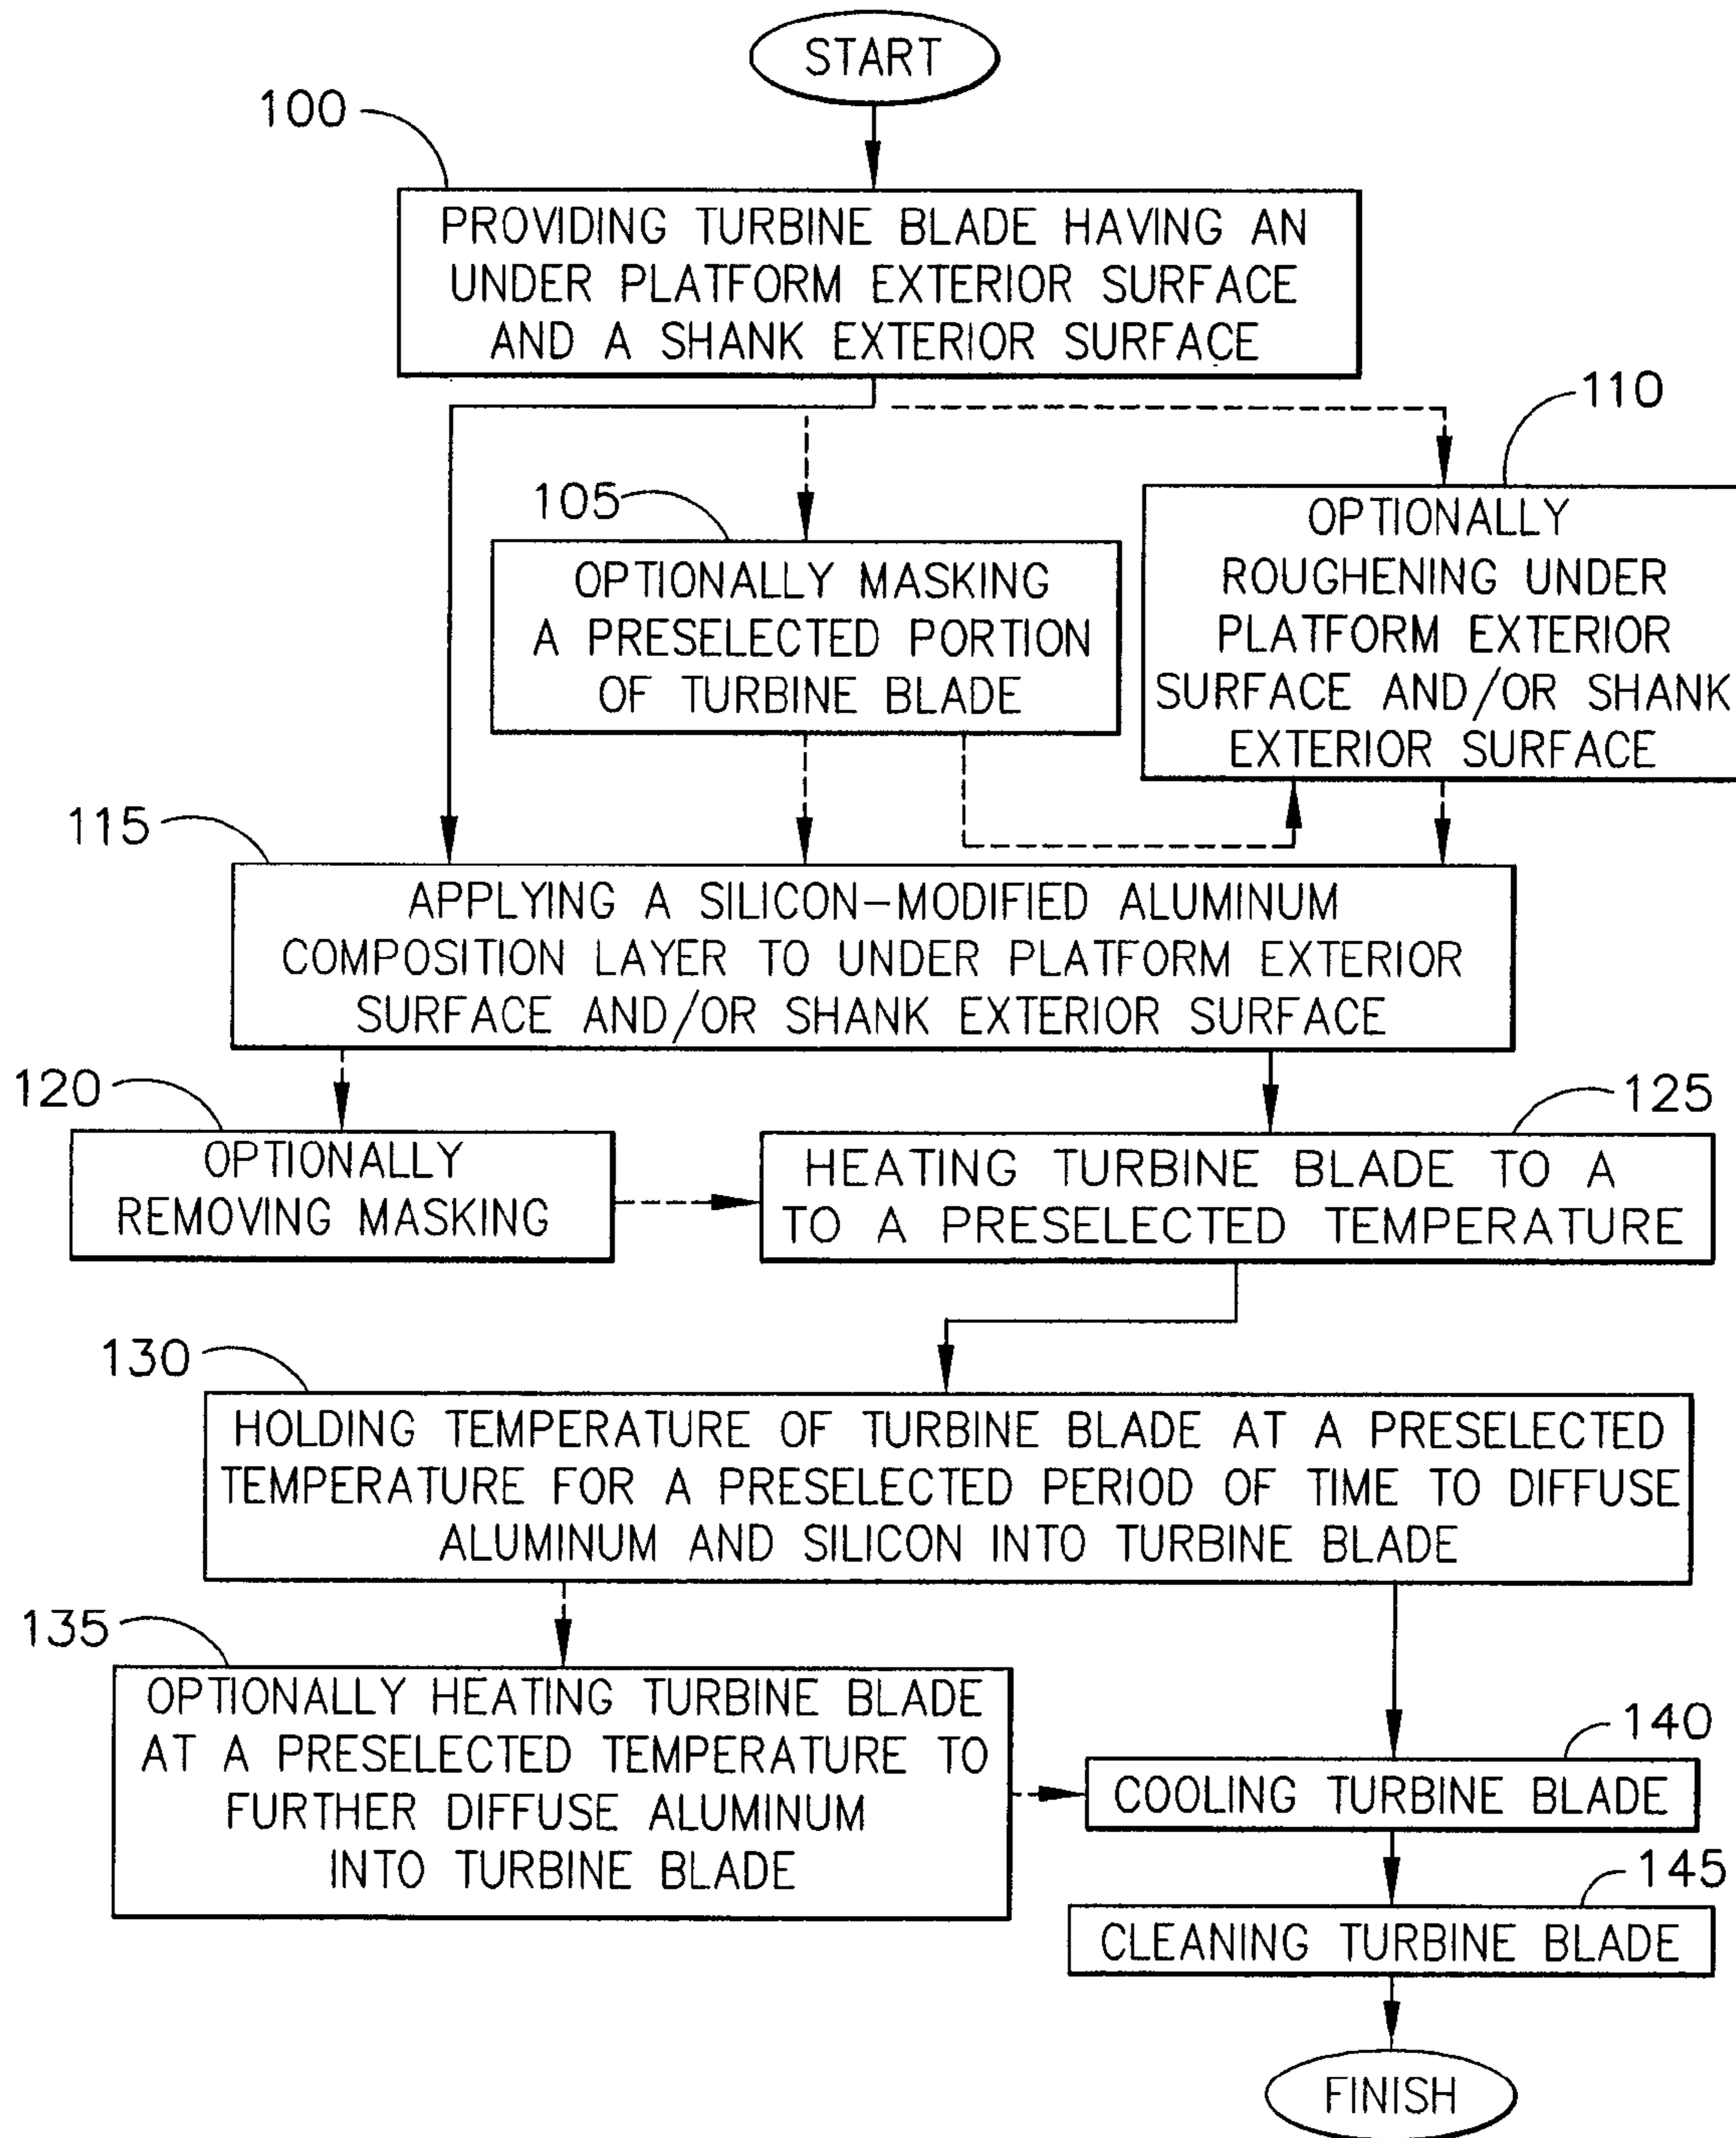 START
100
PROVIDING TURBINE BLADE HAVING AN
UNDER PLATFORM EXTERIOR SURFACE
AND A SHANK EXTERIOR SURFACE
110
105
OPTIONALLY
ROUGHENING UNDER
PLATFORM EXTERIOR
SURFACE AND/OR SHANK
EXTERIOR SURFACE
OPTIONALLY MASKING
A PRESELECTED PORTION
OF TURBINE BLADE
115
APPLYING A SILICON-MODIFIED ALUMINUM
COMPOSITION LAYER TO UNDER PLATFORM EXTERIOR
SURFACE AND/OR SHANK EXTERIOR SURFACE
120
OPTIONALLY
REMOVING MASKING
125
HEATING TURBINE BLADE TO A
TO A PRESELECTED TEMPERATURE
130
HOLDING TEMPERATURE OF TURBINE BLADE AT A PRESELECTED
TEMPERATURE FOR A PRESELECTED PERIOD OF TIME TO DIFFUSE
ALUMINUM AND SILICON INTO TURBINE BLADE
135
OPTIONALLY HEATING TURBINE BLADE
AT A PRESELECTED TEMPERATURE TO
FURTHER DIFFUSE ALUMINUM
INTO TURBINE BLADE
140
COOLING TURBINE BLADE
145
CLEANING TURBINE BLADE
FINISH